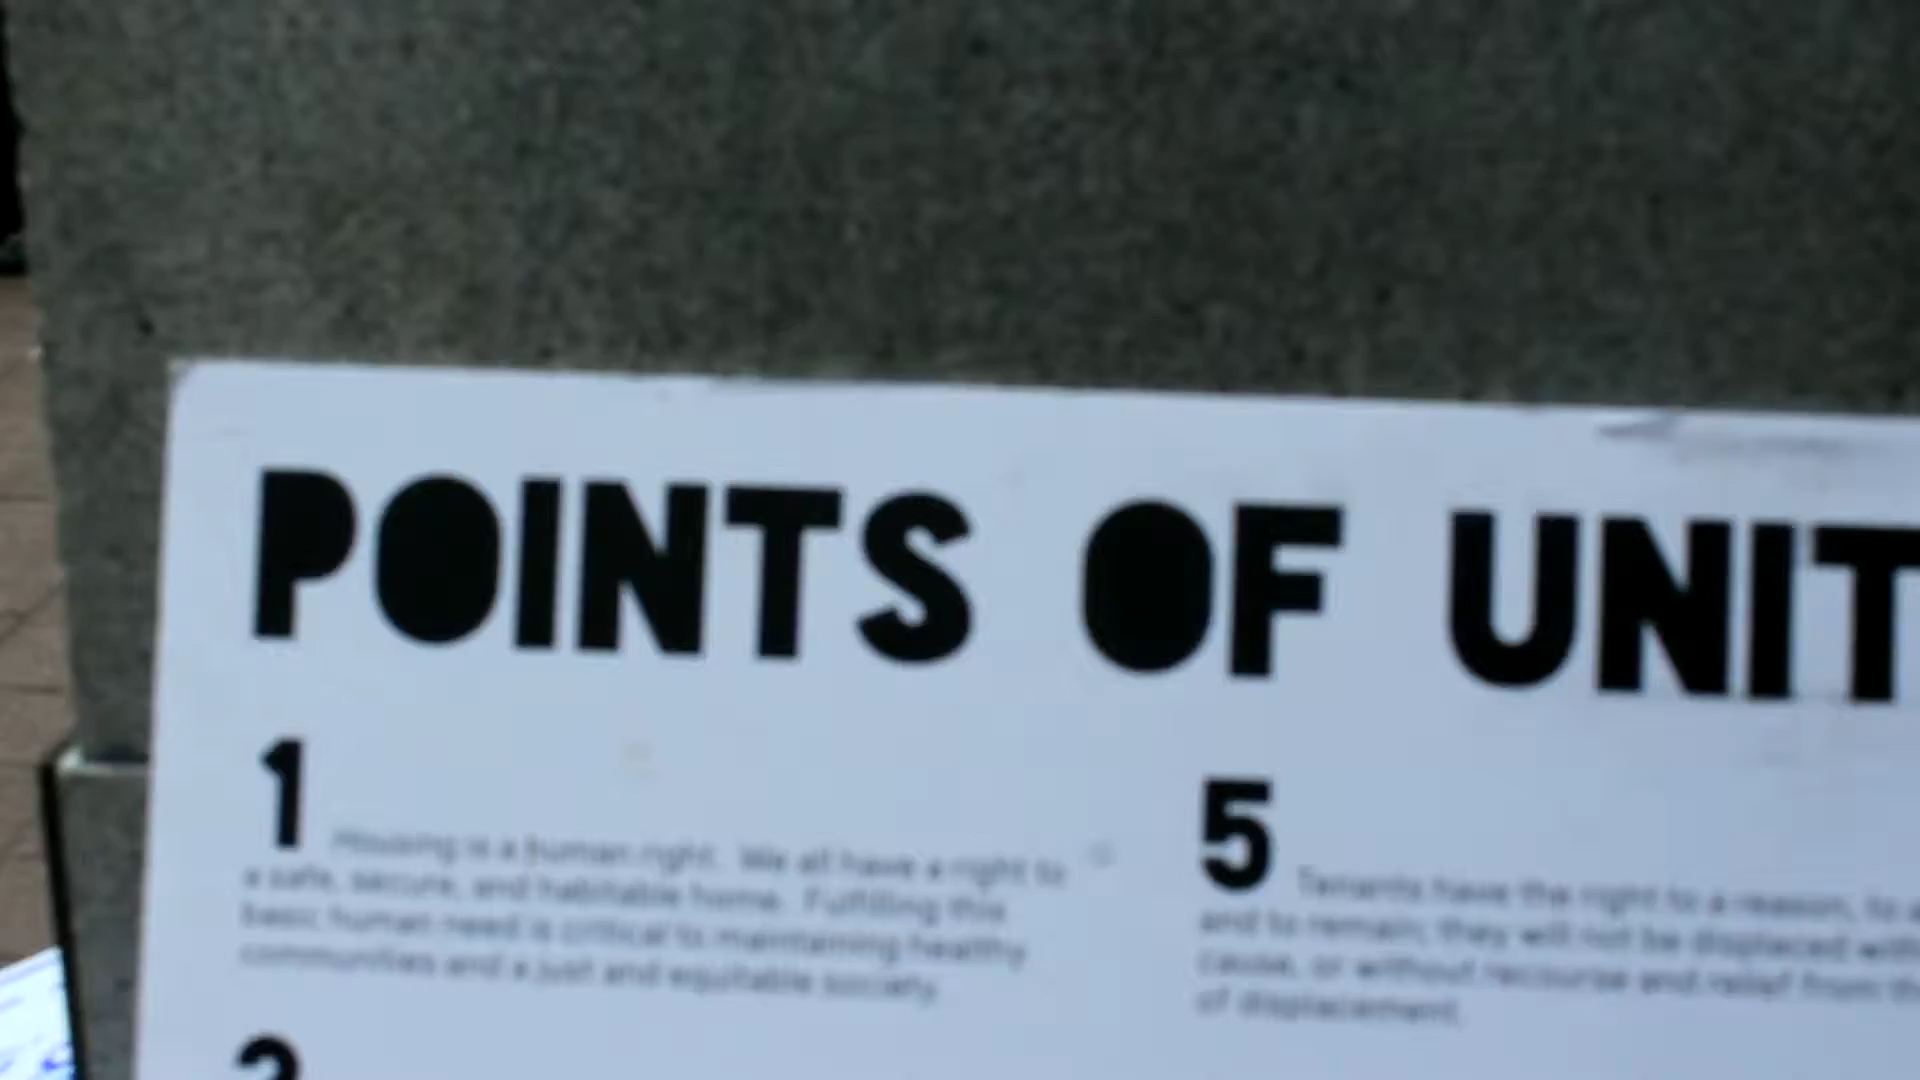 POINTS OF UNIT
1 Housing is a human right. We all have a right to
a safe, secure, and habitable home. Fulfilling this
basic human need is critical to maintaining healthy
communities and a just and equitable society.
2
5 Tenants have the right to a reason, to
and to remain; they will not be displaced
cause, or without recourse and relief from
of displacement.